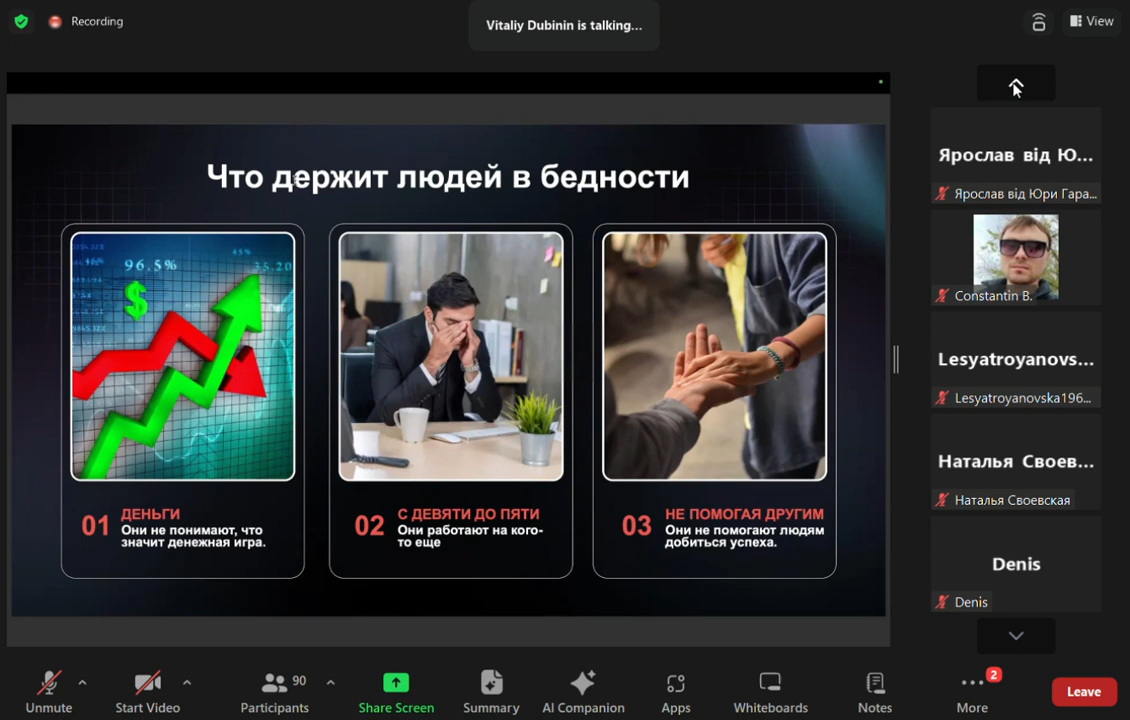 Recording
Vitaliy Dubinin is talking...
View
Что держит людей в бедности
96.5%
45%
35.20
$
01 ДЕНЬГИ
Они не понимают, что
значит денежная игра.
02 С ДЕВЯТИ ДО ПЯТИ
Они работают на кого-
то еще
03 НЕ ПОМОГАЯ ДРУГИМ
Они не помогают людям
добиться успеха.
Ярослав від Ю...
Ярослав від Юри Гара...
Constantin B.
Lesyatroyanovs...
Lesyatroyanovska196...
Наталья Своев...
Наталья Своевская
Denis
Denis
Unmute
Start Video
Participants 90
Share Screen
Summary
AI Companion
Apps
Whiteboards
Notes
More 2
Leave